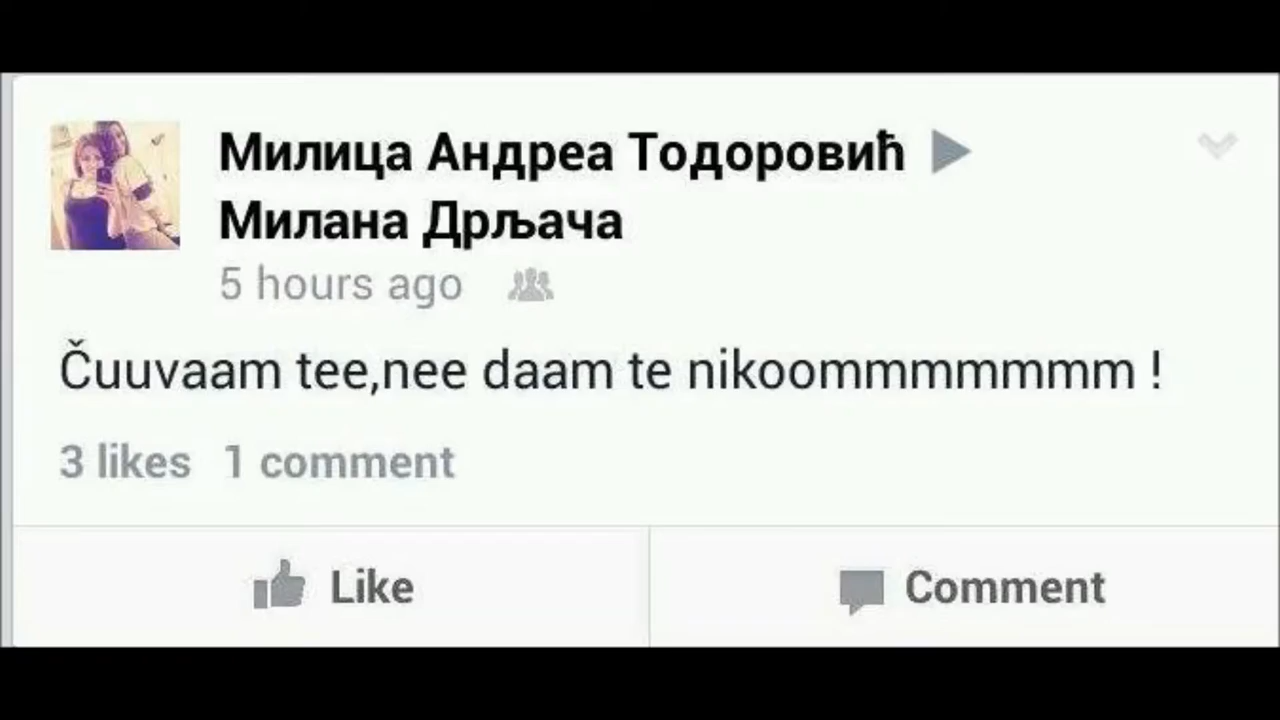 Милица Андреа Тодоровић
Милана Дрљача
5 hours ago
Čuuvaam tee,nee daam te nikoommmmmmm !
3 likes 1 comment
Like Comment